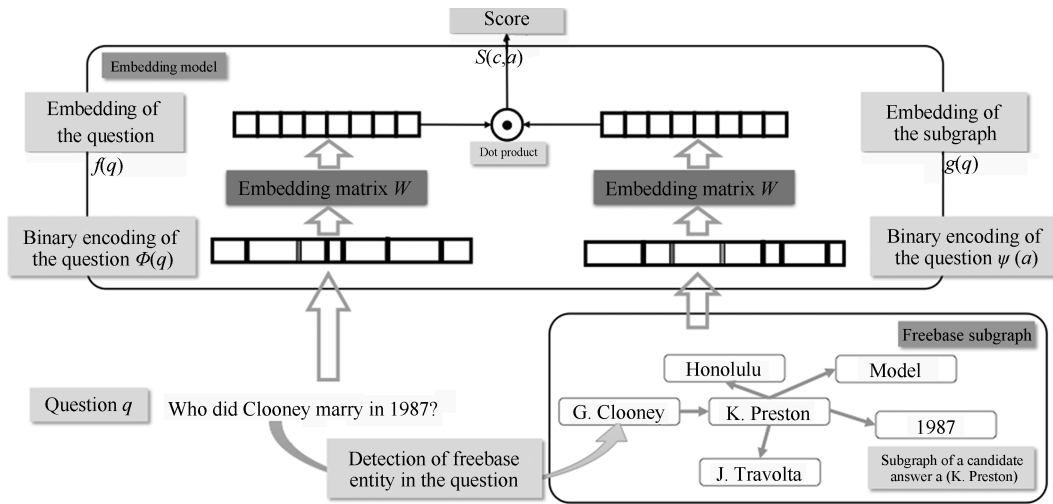 Score
S(c,a)
Embedding model
Embedding of
the question
f(q)
Dot product
Embedding of
the subgraph
g(q)
Embedding matrix W
Embedding matrix W
Binary encoding of
the question Φ(q)
Binary encoding of
the question ψ (a)
Freebase subgraph
Honolulu
Model
G. Clooney
K. Preston
1987
J. Travolta
Subgraph of a candidate
answer a (K. Preston)
Question q
Who did Clooney marry in 1987?
Detection of freebase
entity in the question